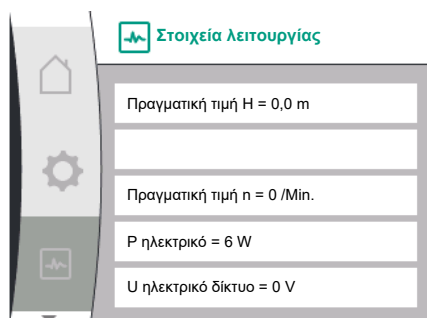 Στοιχεία λειτουργίας
Πραγματική τιμή H = 0,0 m
Πραγματική τιμή n = 0 /Min.
P ηλεκτρικό = 6 W
U ηλεκτρικό δίκτυο = 0 V